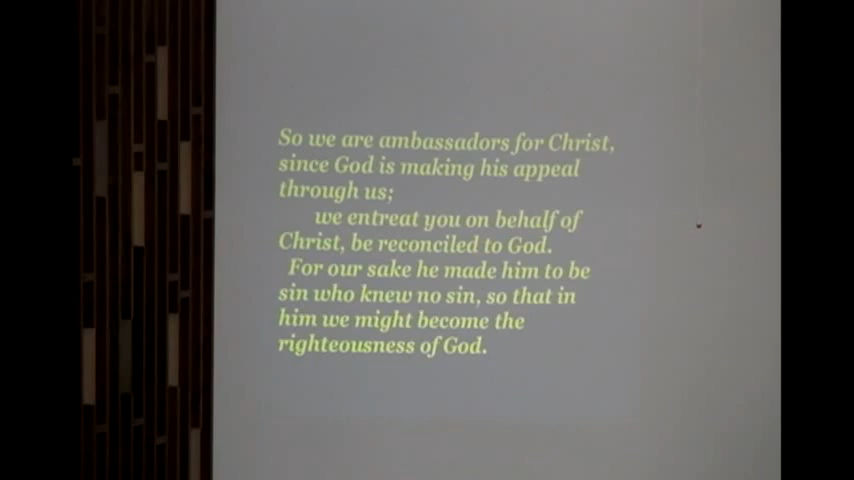 So we are ambassadors for Christ,
since God is making his appeal
through us;
we entreat you on behalf of
Christ, be reconciled to God.
For our sake he made him to be
sin who knew no sin, so that in
him we might become the
righteousness of God.